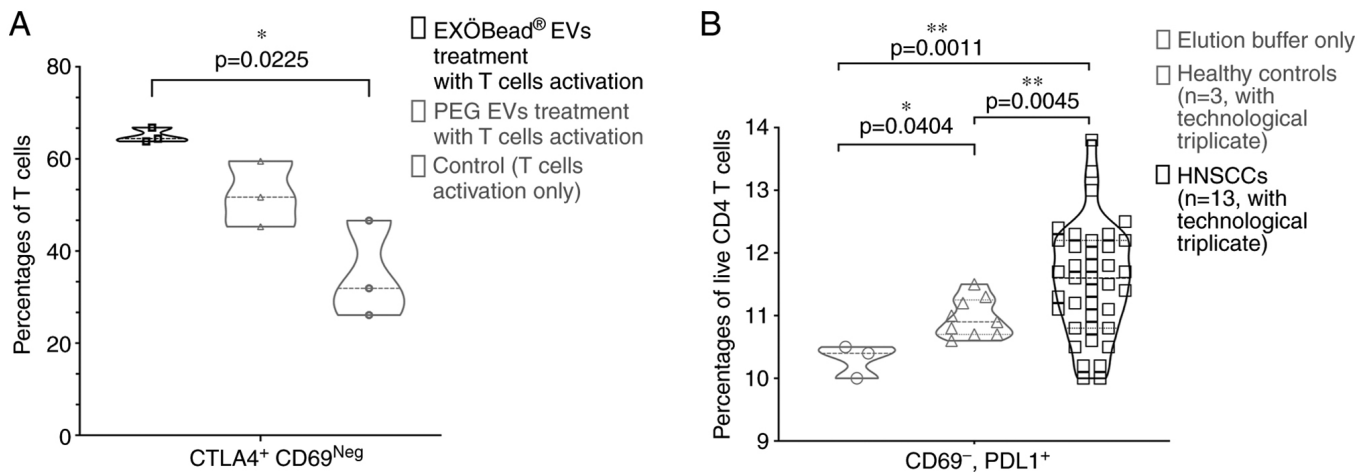 A
*
p=0.0225
80
60
40
20
0
Percentages of T cells
CTLA4⁺ CD69ᴺᵉᵍ
EXÖBead® EVs
treatment
with T cells activation
PEG EVs treatment
with T cells activation
Control (T cells
activation only)
B
**
p=0.0011
*
p=0.0404
**
p=0.0045
14
13
12
11
10
9
Percentages of live CD4 T cells
CD69⁻, PDL1⁺
Elution buffer only
Healthy controls
(n=3, with
technological
triplicate)
HNSCCs
(n=13, with
technological
triplicate)